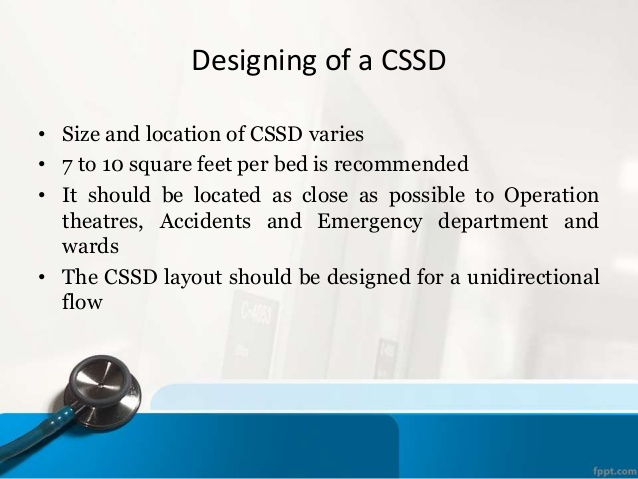 Designing of a CSSD
• Size and location of CSSD varies
• 7 to 10 square feet per bed is recommended
• It should be located as close as possible to Operation
theatres, Accidents and Emergency department and
wards
• The CSSD layout should be designed for a unidirectional
flow
fppt.com